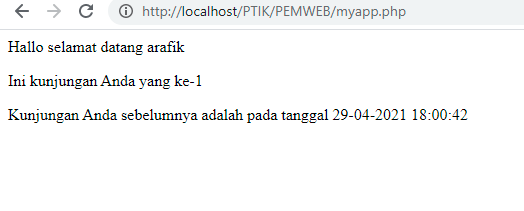 http://localhost/PTIK/PEMWEB/myapp.php
Hallo selamat datang arafik
Ini kunjungan Anda yang ke-1
Kunjungan Anda sebelumnya adalah pada tanggal 29-04-2021 18:00:42